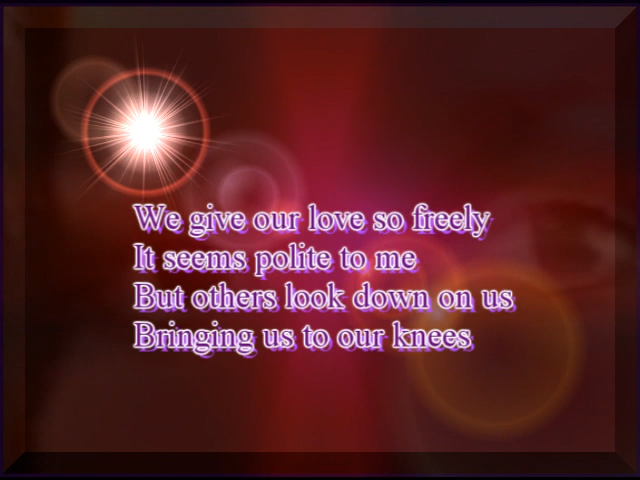 We give our love so freely
It seems polite to me
But others look down on us
Bringing us to our knees